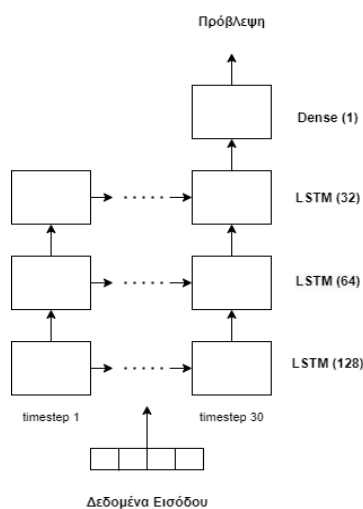 Πρόβλεψη
Dense (1)
LSTM (32)
LSTM (64)
LSTM (128)
timestep 1
timestep 30
Δεδομένα Εισόδου